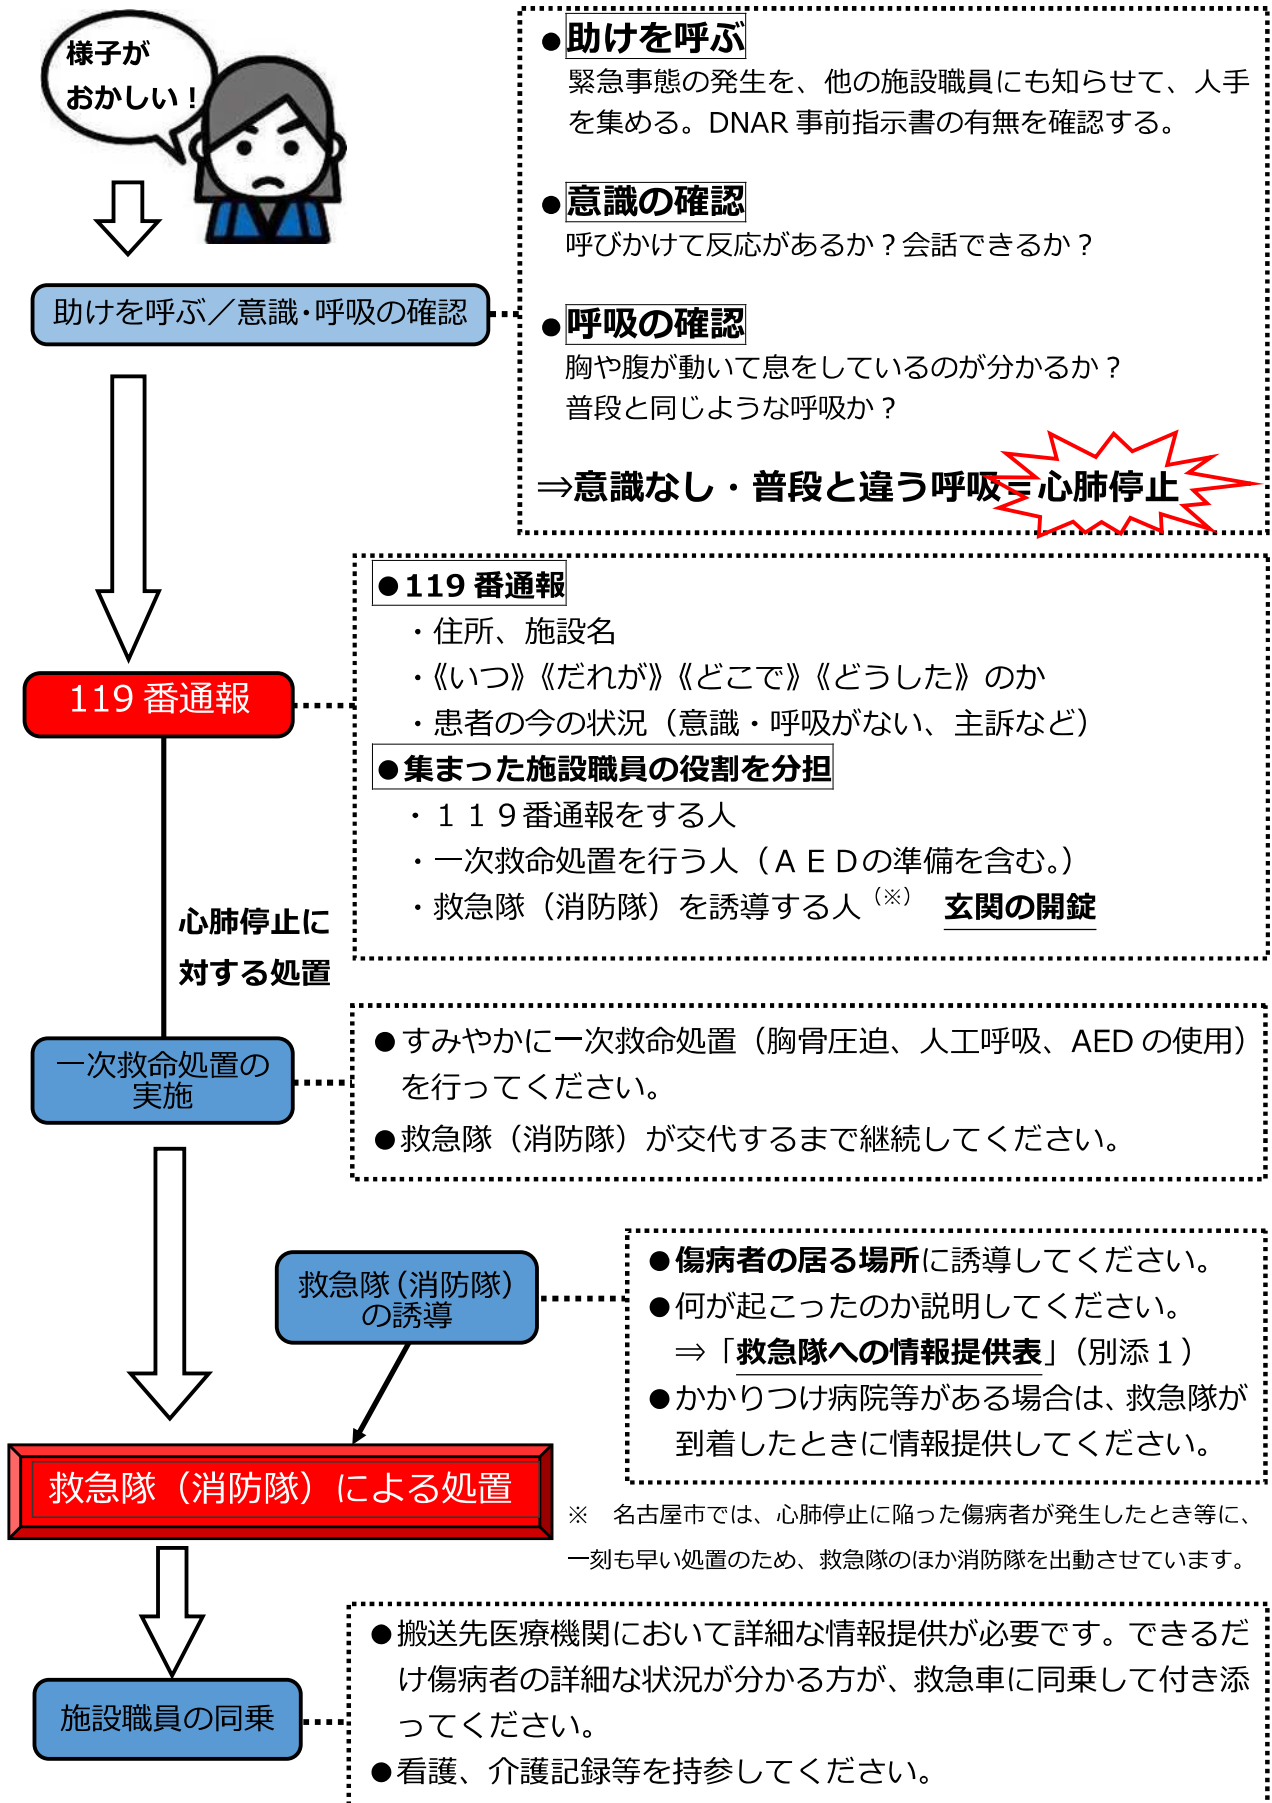 様子が
おかしい！
●助けを呼ぶ
緊急事態の発生を、他の施設職員にも知らせて、人手
を集める。DNAR 事前指示書の有無を確認する。
●意識の確認
呼びかけて反応があるか？会話できるか？
助けを呼ぶ／意識・呼吸の確認
●呼吸の確認
胸や腹が動いて息をしているのが分かるか？
普段と同じような呼吸か？
⇒意識なし・普段と違う呼吸＝心肺停止
119 番通報
●119 番通報
・住所、施設名
・《いつ》《だれが》《どこで》《どうした》のか
・患者の今の状況（意識・呼吸がない、主訴など）
●集まった施設職員の役割を分担
・１１９番通報をする人
・一次救命処置を行う人（ＡＥＤの準備を含む。）
・救急隊（消防隊）を誘導する人（※）　玄関の開錠
心肺停止に
対する処置
一次救命処置の
実施
●すみやかに一次救命処置（胸骨圧迫、人工呼吸、AED の使用）
を行ってください。
●救急隊（消防隊）が交代するまで継続してください。
救急隊（消防隊）
の誘導
●傷病者の居る場所に誘導してください。
●何が起こったのか説明してください。
⇒「救急隊への情報提供表」（別添１）
●かかりつけ病院等がある場合は、救急隊が
到着したときに情報提供してください。
救急隊（消防隊）による処置
※　名古屋市では、心肺停止に陥った傷病者が発生したとき等に、
一刻も早い処置のため、救急隊のほか消防隊を出動させています。
施設職員の同乗
●搬送先医療機関において詳細な情報提供が必要です。できるだ
け傷病者の詳細な状況が分かる方が、救急車に同乗して付き添
ってください。
●看護、介護記録等を持参してください。